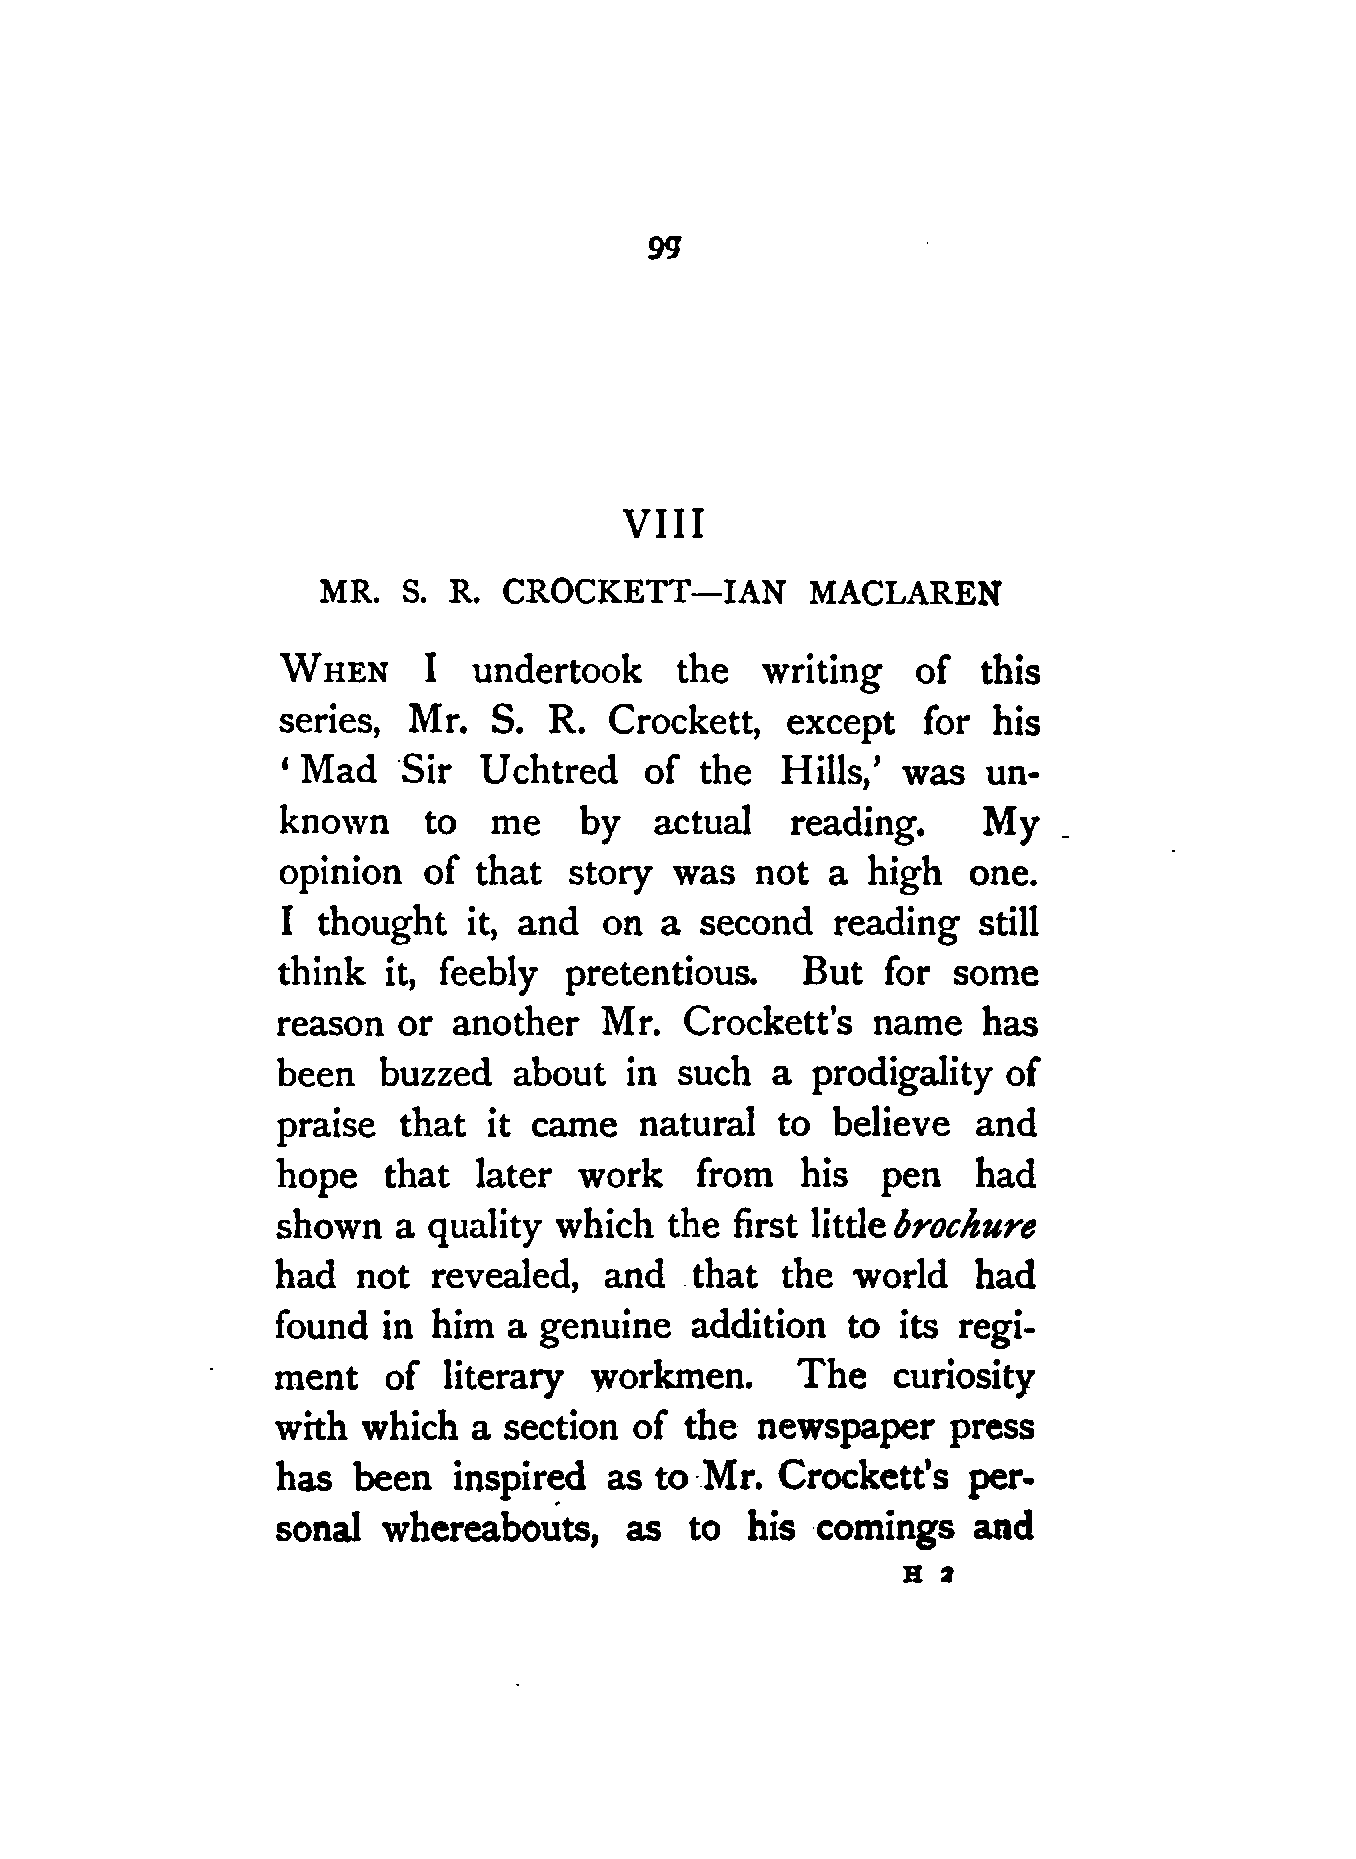 99
VIII
MR. S. R. CROCKETT—IAN MACLAREN
WHEN I undertook the writing of this
series, Mr. S. R. Crockett, except for his
‘ Mad Sir Uchtred of the Hills,’ was un-
known to me by actual reading. My
opinion of that story was not a high one.
I thought it, and on a second reading still
think it, feebly pretentious. But for some
reason or another Mr. Crockett's name has
been buzzed about in such a prodigality of
praise that it came natural to believe and
hope that later work from his pen had
shown a quality which the first little brochure
had not revealed, and that the world had
found in him a genuine addition to its regi-
ment of literary workmen. The curiosity
with which a section of the newspaper press
has been inspired as to Mr. Crockett's per-
sonal whereabouts, as to his comings and
H 2